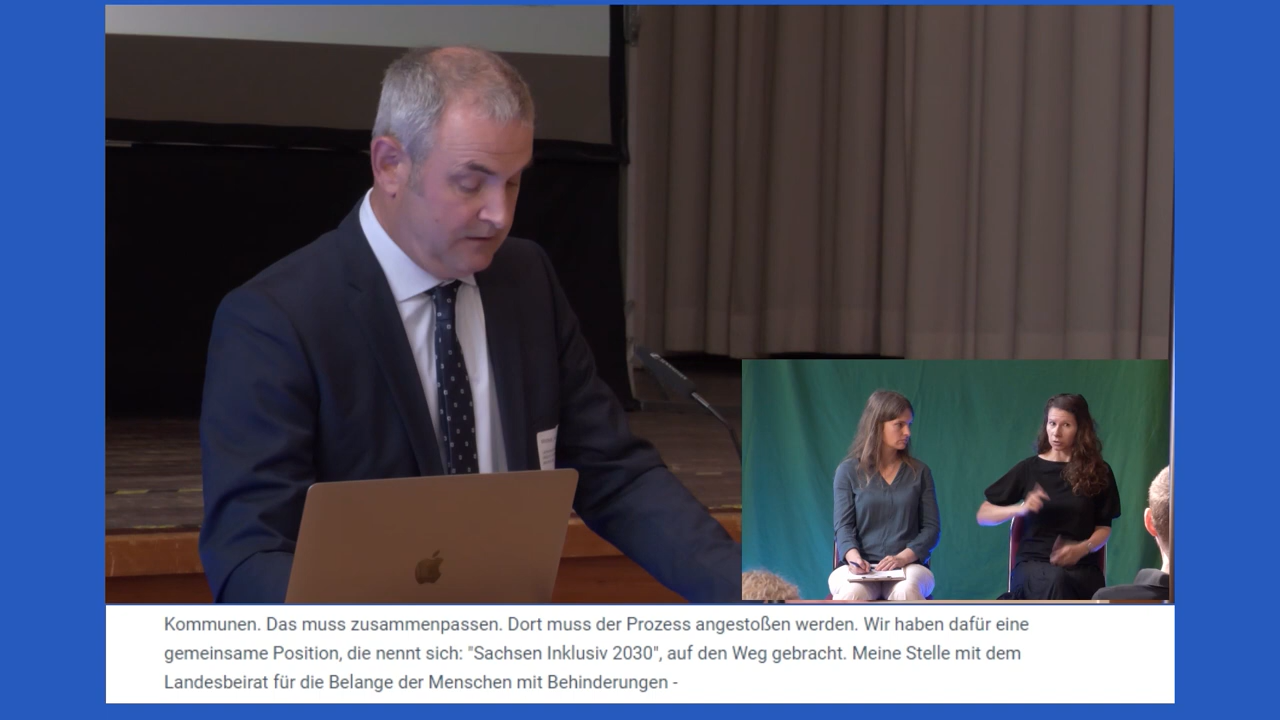 Kommunen. Das muss zusammenpassen. Dort muss der Prozess angestoßen werden. Wir haben dafür eine
gemeinsame Position, die nennt sich: "Sachsen Inklusiv 2030", auf den Weg gebracht. Meine Stelle mit dem
Landesbeirat für die Belange der Menschen mit Behinderungen -